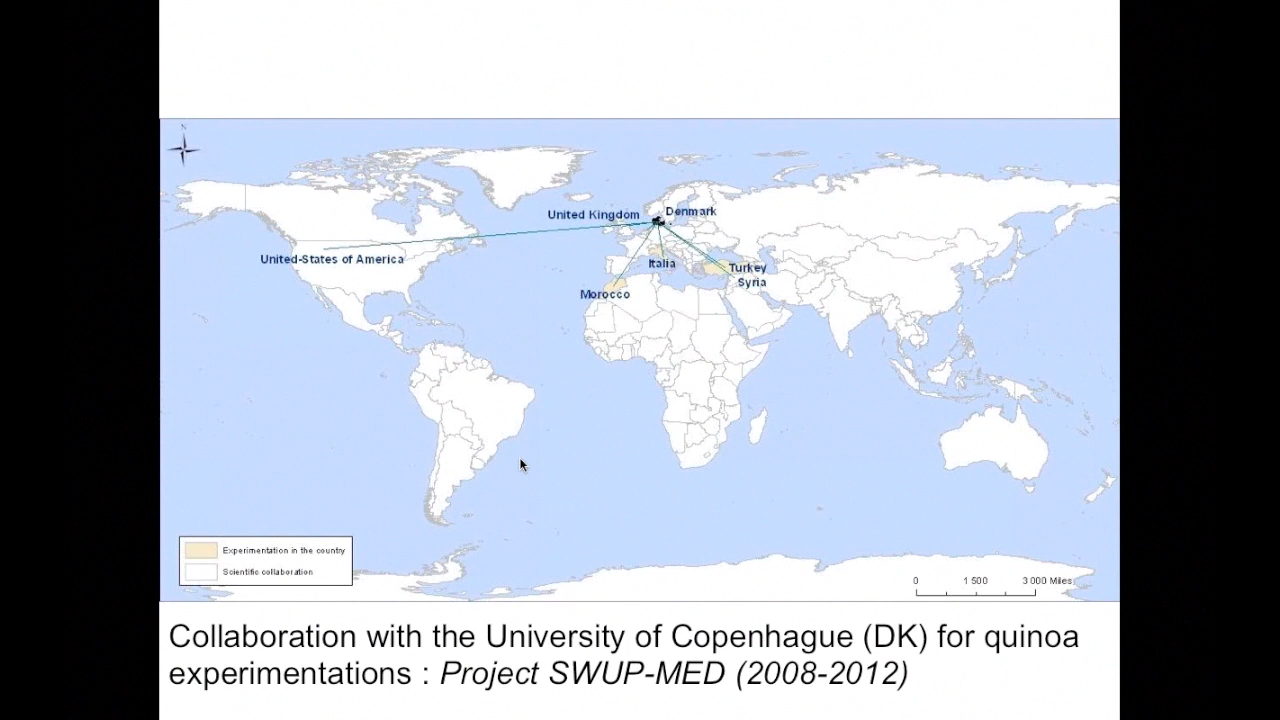 N
United Kingdom
Denmark
United-States of America
Italia
Turkey
Syria
Morocco
Experimentation in the country
Scientific collaboration
0 1 500 3 000 Miles
Collaboration with the University of Copenhague (DK) for quinoa
experimentations : Project SWUP-MED (2008-2012)